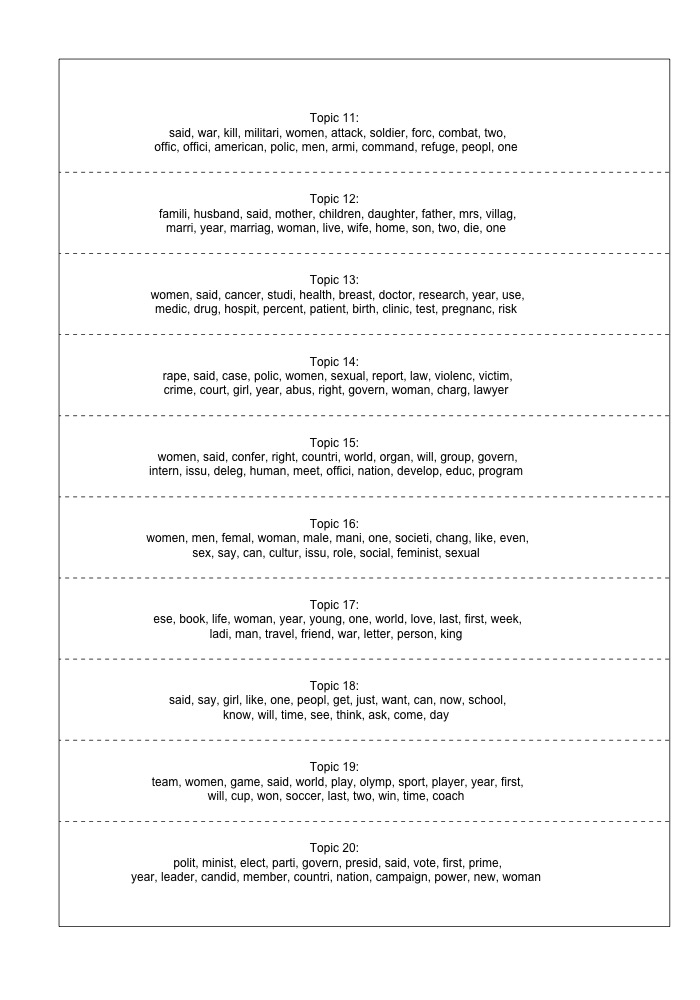 Topic 11:
said, war, kill, militari, women, attack, soldier, forc, combat, two,
offic, offici, american, polic, men, armi, command, refuge, peopl, one
Topic 12:
famili, husband, said, mother, children, daughter, father, mrs, villag,
marri, year, marriag, woman, live, wife, home, son, two, die, one
Topic 13:
women, said, cancer, studi, health, breast, doctor, research, year, use,
medic, drug, hospit, percent, patient, birth, clinic, test, pregnanc, risk
Topic 14:
rape, said, case, polic, women, sexual, report, law, violenc, victim,
crime, court, girl, year, abus, right, govern, woman, charg, lawyer
Topic 15:
women, said, confer, right, countri, world, organ, will, group, govern,
intern, issu, deleg, human, meet, offici, nation, develop, educ, program
Topic 16:
women, men, femal, woman, male, mani, one, societi, chang, like, even,
sex, say, can, cultur, issu, role, social, feminist, sexual
Topic 17:
ese, book, life, woman, year, young, one, world, love, last, first, week,
ladi, man, travel, friend, war, letter, person, king
Topic 18:
said, say, girl, like, one, peopl, get, just, want, can, now, school,
know, will, time, see, think, ask, come, day
Topic 19:
team, women, game, said, world, play, olymp, sport, player, year, first,
will, cup, won, soccer, last, two, win, time, coach
Topic 20:
polit, minist, elect, parti, govern, presid, said, vote, first, prime,
year, leader, candid, member, countri, nation, campaign, power, new, woman